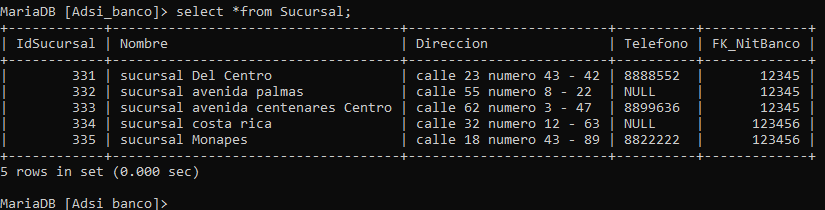 MariaDB [Adsi_banco]> select *from Sucursal;
+------------+-------------------------------------+-------------------------+----------+-------------+
| IdSucursal | Nombre                              | Direccion               | Telefono | FK_NitBanco |
+------------+-------------------------------------+-------------------------+----------+-------------+
|        331 | sucursal Del Centro                 | calle 23 numero 43 - 42 | 8888552  |       12345 |
|        332 | sucursal avenida palmas             | calle 55 numero 8 - 22  | NULL     |       12345 |
|        333 | sucursal avenida centenares Centro  | calle 62 numero 3 - 47  | 8899636  |       12345 |
|        334 | sucursal costa rica                 | calle 32 numero 12 - 63 | NULL     |      123456 |
|        335 | sucursal Monapes                    | calle 18 numero 43 - 89 | 8822222  |      123456 |
+------------+-------------------------------------+-------------------------+----------+-------------+
5 rows in set (0.000 sec)
MariaDB [Adsi_banco]>